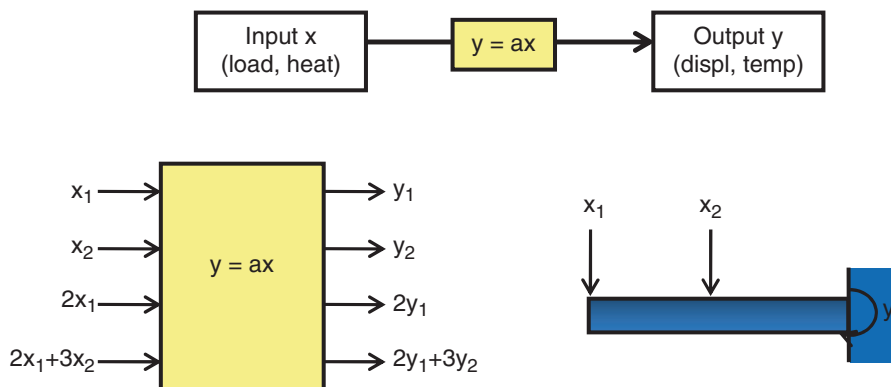 Input x
(load, heat)
y = ax
Output y
(displ, temp)
x₁
y₁
x₂
y₂
y = ax
2x₁
2y₁
2x₁+3x₂
2y₁+3y₂
x₁
x₂
y